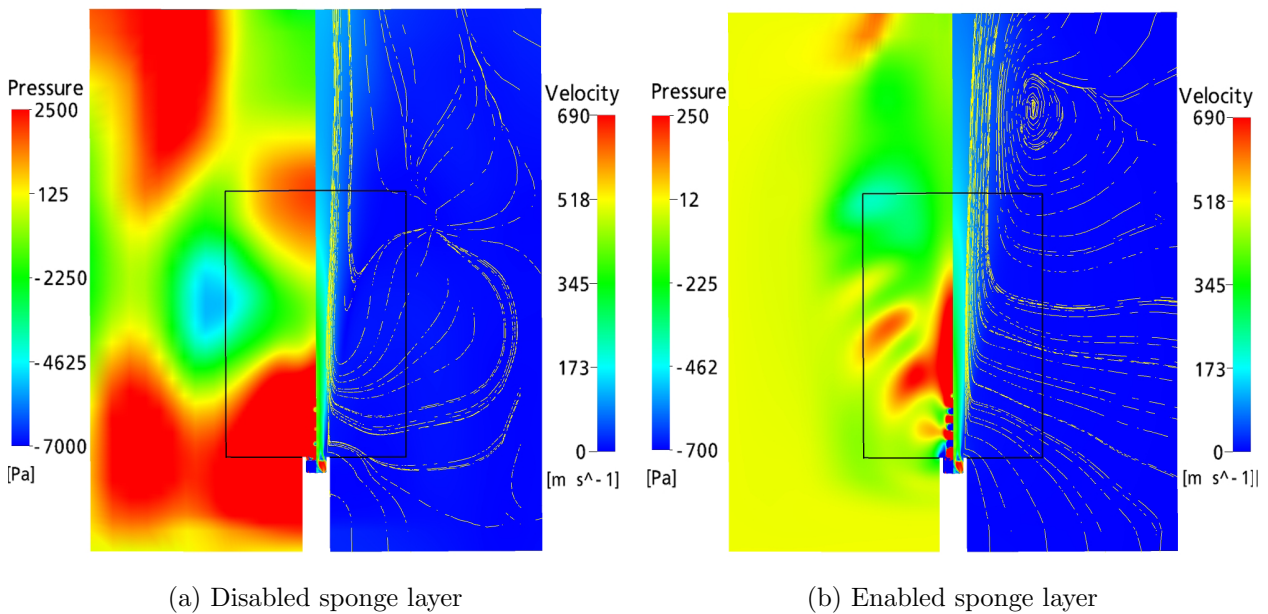 Pressure
2500
125
-2250
-4625
-7000
[Pa]
Velocity
690
518
345
173
0
[m s^-1]
Pressure
250
12
-225
-462
-700
[Pa]
Velocity
690
518
345
173
0
[m s^-1]
(a) Disabled sponge layer
(b) Enabled sponge layer